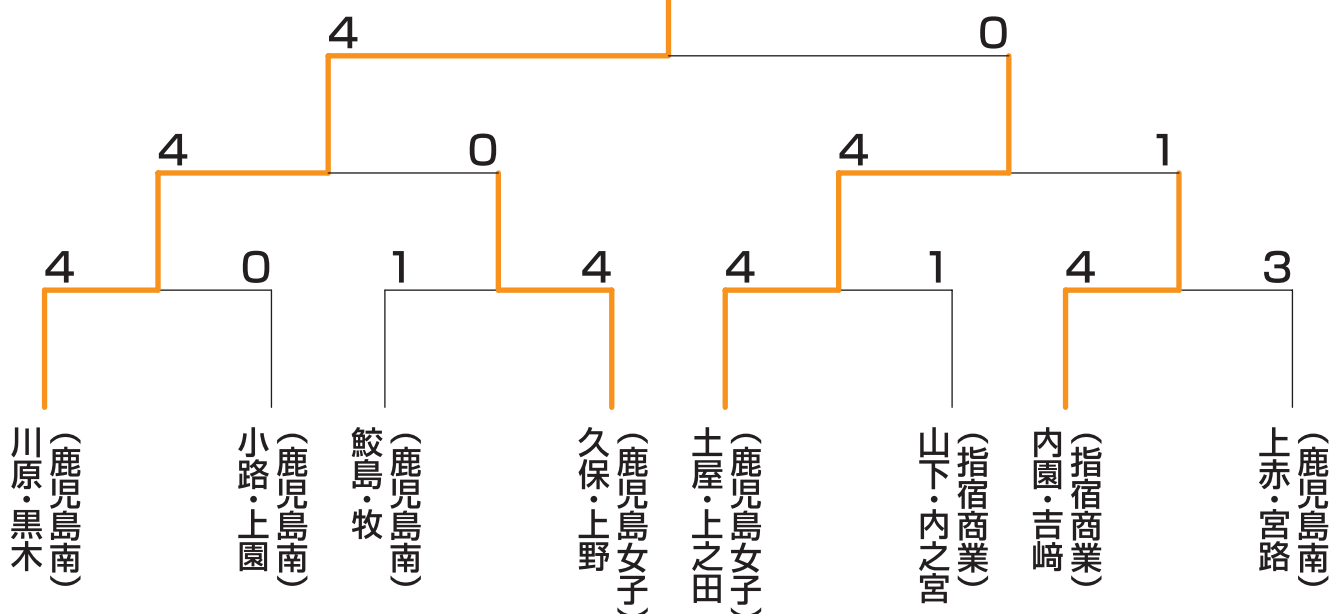 4 0
4 0 4 1
4 0 1 4 4 1 4 3
川原・黒木
(鹿児島南)
小路・上園
(鹿児島南)
鮫島・牧
(鹿児島南)
久保・上野
(鹿児島女子)
土屋・上之田
(鹿児島女子)
山下・内之宮
(指宿商業)
内園・吉﨑
(指宿商業)
上赤・宮路
(鹿児島南)